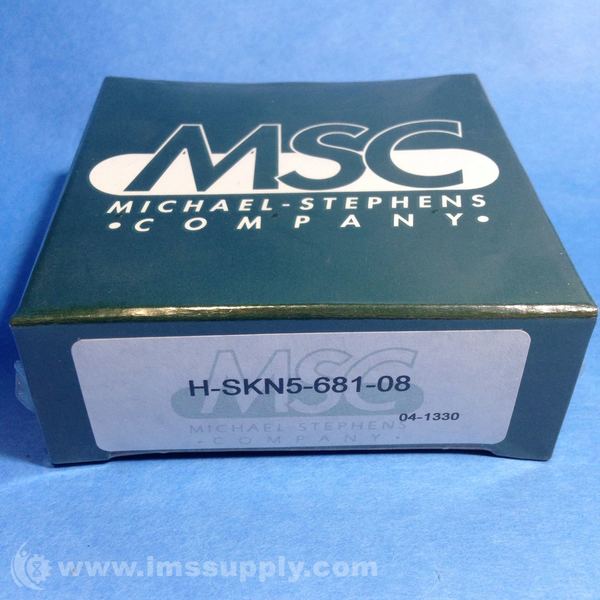 MSC
MICHAEL-STEPHENS
•COMPANY•
MSC
H-SKN5-681-08
04-1330
MICHAEL STEPHENS
• COMPANY •
www.imssupply.com